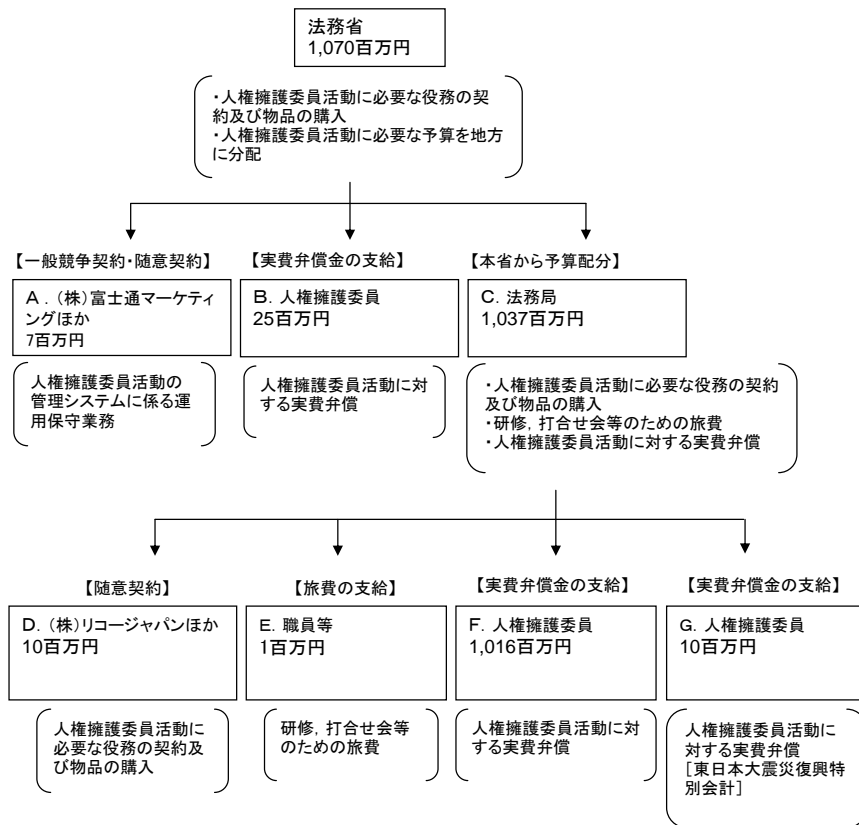 法務省
1,070百万円
・人権擁護委員活動に必要な役務の契
約及び物品の購入
・人権擁護委員活動に必要な予算を地方
に分配
【一般競争契約・随意契約】
【実費弁償金の支給】
【本省から予算配分】
A．（株）富士通マーケティ
ングほか
7百万円
B．人権擁護委員
25百万円
C．法務局
1,037百万円
人権擁護委員活動の
管理システムに係る運
用保守業務
人権擁護委員活動に対
する実費弁償
・人権擁護委員活動に必要な役務の契約
及び物品の購入
・研修，打合せ会等のための旅費
・人権擁護委員活動に対する実費弁償
【随意契約】
【旅費の支給】
【実費弁償金の支給】
【実費弁償金の支給】
D．（株）リコージャパンほか
10百万円
E．職員等
1百万円
F．人権擁護委員
1,016百万円
G．人権擁護委員
10百万円
人権擁護委員活動に
必要な役務の契約及
び物品の購入
研修，打合せ会等
のための旅費
人権擁護委員活動に対
する実費弁償
人権擁護委員活動に
対する実費弁償
［東日本大震災復興特
別会計］